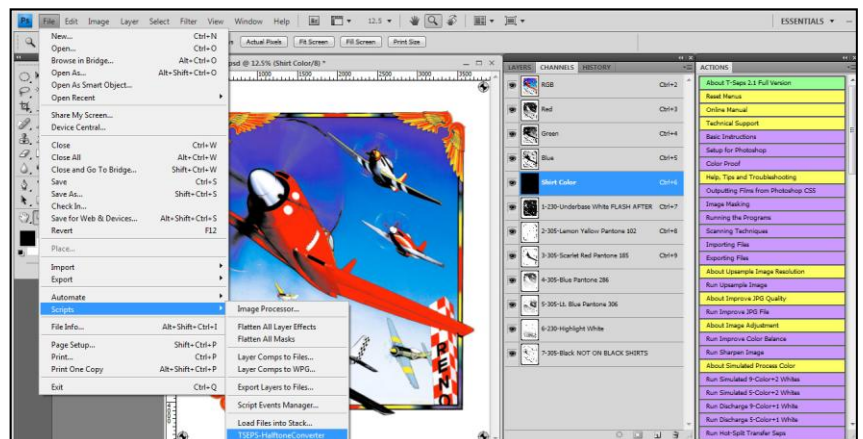 Ps File Edit Image Layer Select Filter View Window Help Br 12.5 ESSENTIALS
Actual Pixels Fit Screen Fill Screen Print Size
New... Ctrl+N
Open... Ctrl+O
Browse in Bridge... Alt+Ctrl+O
Open As... Alt+Shift+Ctrl+O
Open As Smart Object...
Open Recent
Share My Screen...
Device Central...
Close Ctrl+W
Close All Alt+Ctrl+W
Close and Go To Bridge... Shift+Ctrl+W
Save Ctrl+S
Save As... Shift+Ctrl+S
Check In...
Save for Web & Devices... Alt+Shift+Ctrl+S
Revert F12
Place...
Import
Export
Automate
Scripts
File Info... Alt+Shift+Ctrl+I
Page Setup... Shift+Ctrl+P
Print... Ctrl+P
Print One Copy Alt+Shift+Ctrl+P
Exit Ctrl+Q
Image Processor...
Flatten All Layer Effects
Flatten All Masks
Layer Comps to Files...
Layer Comps to WPG...
Export Layers to Files...
Script Events Manager...
Load Files into Stack...
TSEPS-HalftoneConverter
psd @ 12.5% (Shirt Color/8) *
1000 1500 2000 2500 3000 3500
RENO
LAYERS CHANNELS HISTORY
RGB Ctrl+2
Red Ctrl+3
Green Ctrl+4
Blue Ctrl+5
Shirt Color Ctrl+6
1-230-Underbase White FLASH AFTER Ctrl+7
2-305-Lemon Yellow Pantone 102 Ctrl+8
3-305-Scarlet Red Pantone 185 Ctrl+9
4-305-Blue Pantone 286
5-305-Lt. Blue Pantone 306
6-230-Highlight White
7-305-Black NOT ON BLACK SHIRTS
ACTIONS
About T-Seps 2.1 Full Version
Reset Menus
Online Manual
Technical Support
Basic Instructions
Setup for Photoshop
Color Proof
Help, Tips and Troubleshooting
Outputting Films from Photoshop CS5
Image Masking
Running the Programs
Scanning Techniques
Importing Files
Exporting Files
About Upsample Image Resolution
Run Upsample Image
About Improve JPG Quality
Run Improve JPG File
About Image Adjustment
Run Improve Color Balance
Run Sharpen Image
About Simulated Process Color
Run Simulated 9-Color+2 Whites
Run Simulated 5-Color+2 Whites
Run Discharge 9-Color+1 White
Run Discharge 5-Color+1 White
Run Hot-Split Transfer Seps